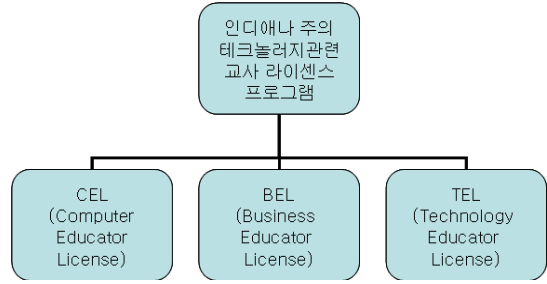 인디애나 주의
테크놀러지관련
교사 라이센스
프로그램
CEL
(Computer
Educator
License)
BEL
(Business
Educator
License)
TEL
(Technology
Educator
License)